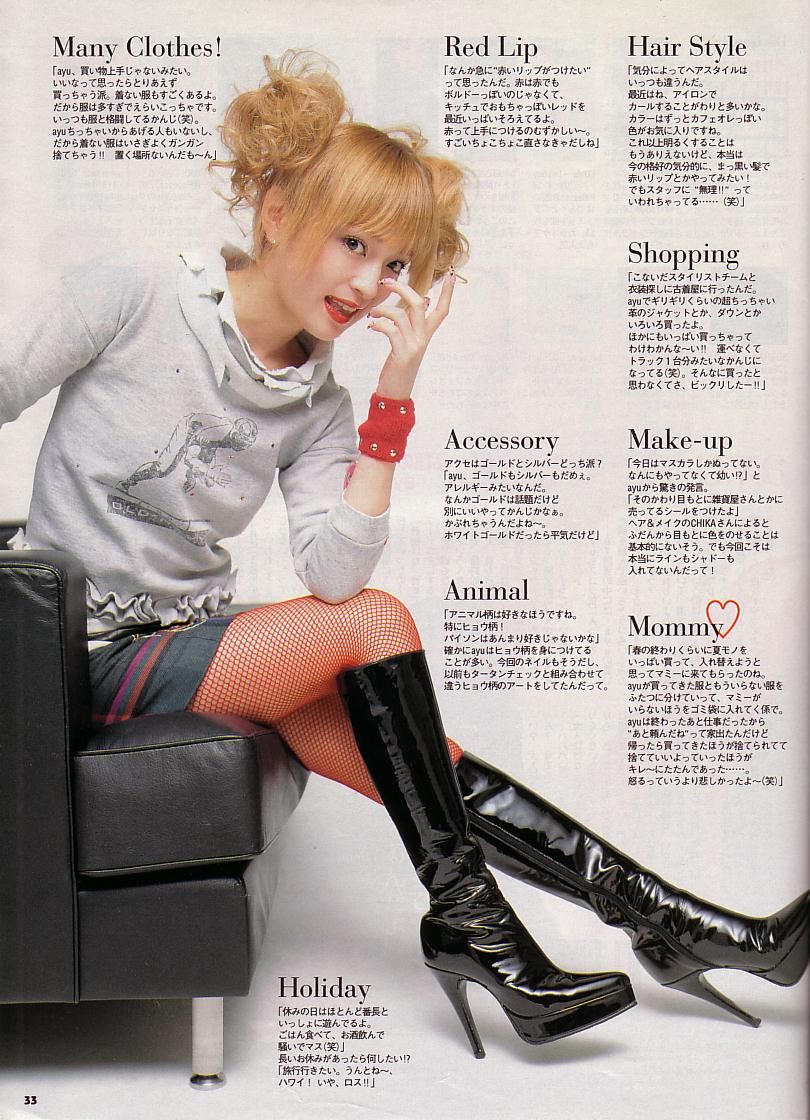 Many Clothes!
「ayu、買い物上手じゃないみたい。
いいなって思ったらとりあえず
買っちゃう派。着ない服もすごくあるよ。
だから服は多すぎでえらいこっちゃです。
いっつも服と格闘してるかんじ(笑)。
ayuちっちゃいからあげる人もいないし、
だから着ない服はいさぎよくガンガン
捨てちゃう!! 置く場所ないんだも〜ん」
Red Lip
「なんか急に"赤いリップがつけたい"
って思ったんだ。赤は赤でも
ボルドーっぽいのじゃなくて、
キッチュでおもちゃっぽいレッドを
最近いっぱいそろえてるよ。
赤って上手につけるのむずかしい〜。
すごいちょこちょこ直さなきゃだしね」
Hair Style
「気分によってヘアスタイルは
いっつも違うんだ。
最近はね、アイロンで
カールすることがわりと多いかな。
カラーはずっとカフェオレっぽい
色がお気に入りですね。
これ以上明るくすることは
もうありえないけど、本当は
今の格好の気分的に、まっ黒い髪で
赤いリップとかやってみたい!
でもスタッフに "無理!!" って
いわれちゃってる…… (笑)」
Shopping
「こないだスタイリストチームと
衣装探しに古着屋に行ったんだ。
ayuでギリギリくらいの超ちっちゃい
革のジャケットとか、ダウンとか
いろいろ買ったよ。
ほかにもいっぱい買っちゃって
わけわかんな〜い!! 運べなくて
トラック1台分みたいなかんじに
なってる(笑)。そんなに買ったと
思わなくてさ、ビックリしたー!!」
Accessory
アクセはゴールドとシルバーどっち派?
「ayu、ゴールドもシルバーもだめぇ。
アレルギーみたいなんだ。
なんかゴールドは話題だけど
別にいいやってかんじかなぁ。
かぶれちゃうんだよね〜。
ホワイトゴールドだったら平気だけど」
Make-up
「今日はマスカラしかぬってない。
なんにもやってなくて幼い!?」と
ayuから驚きの発言。
「そのかわり目もとに雑貨屋さんとかに
売ってるシールをつけたよ」
ヘア&メイクのCHIKAさんによると
ふだんから目もとに色をのせることは
基本的にないそう。でも今回こそは
本当にラインもシャドーも
入れてないんだって!
Animal
「アニマル柄は好きなほうですね。
特にヒョウ柄!
パイソンはあんまり好きじゃないかな」
確かにayuはヒョウ柄を身につけてる
ことが多い。今回のネイルもそうだし、
以前もタータンチェックと組み合わせて
違うヒョウ柄のアートをしてたんだって。
Mommy
「春の終わりくらいに夏モノを
いっぱい買って、入れ替えようと
思ってマミーに来てもらったのね。
ayuが買ってきた服ともういらない服を
ふたつに分けていって、マミーが
いらないほうをゴミ袋に入れてく係で。
ayuは終わったあと仕事だったから
"あと頼んだね"って家出たんだけど
帰ったら買ってきたほうが捨てられてて
捨てていいよっていったほうが
キレ〜にたたんであった……。
怒るっていうより悲しかったよ〜(笑)」
Holiday
「休みの日はほとんど番長と
いっしょに遊んでるよ。
ごはん食べて、お酒飲んで
騒いでマス(笑)」
長いお休みがあったら何したい!?
「旅行行きたい。うんとね〜、
ハワイ! いや、ロス!!」
33